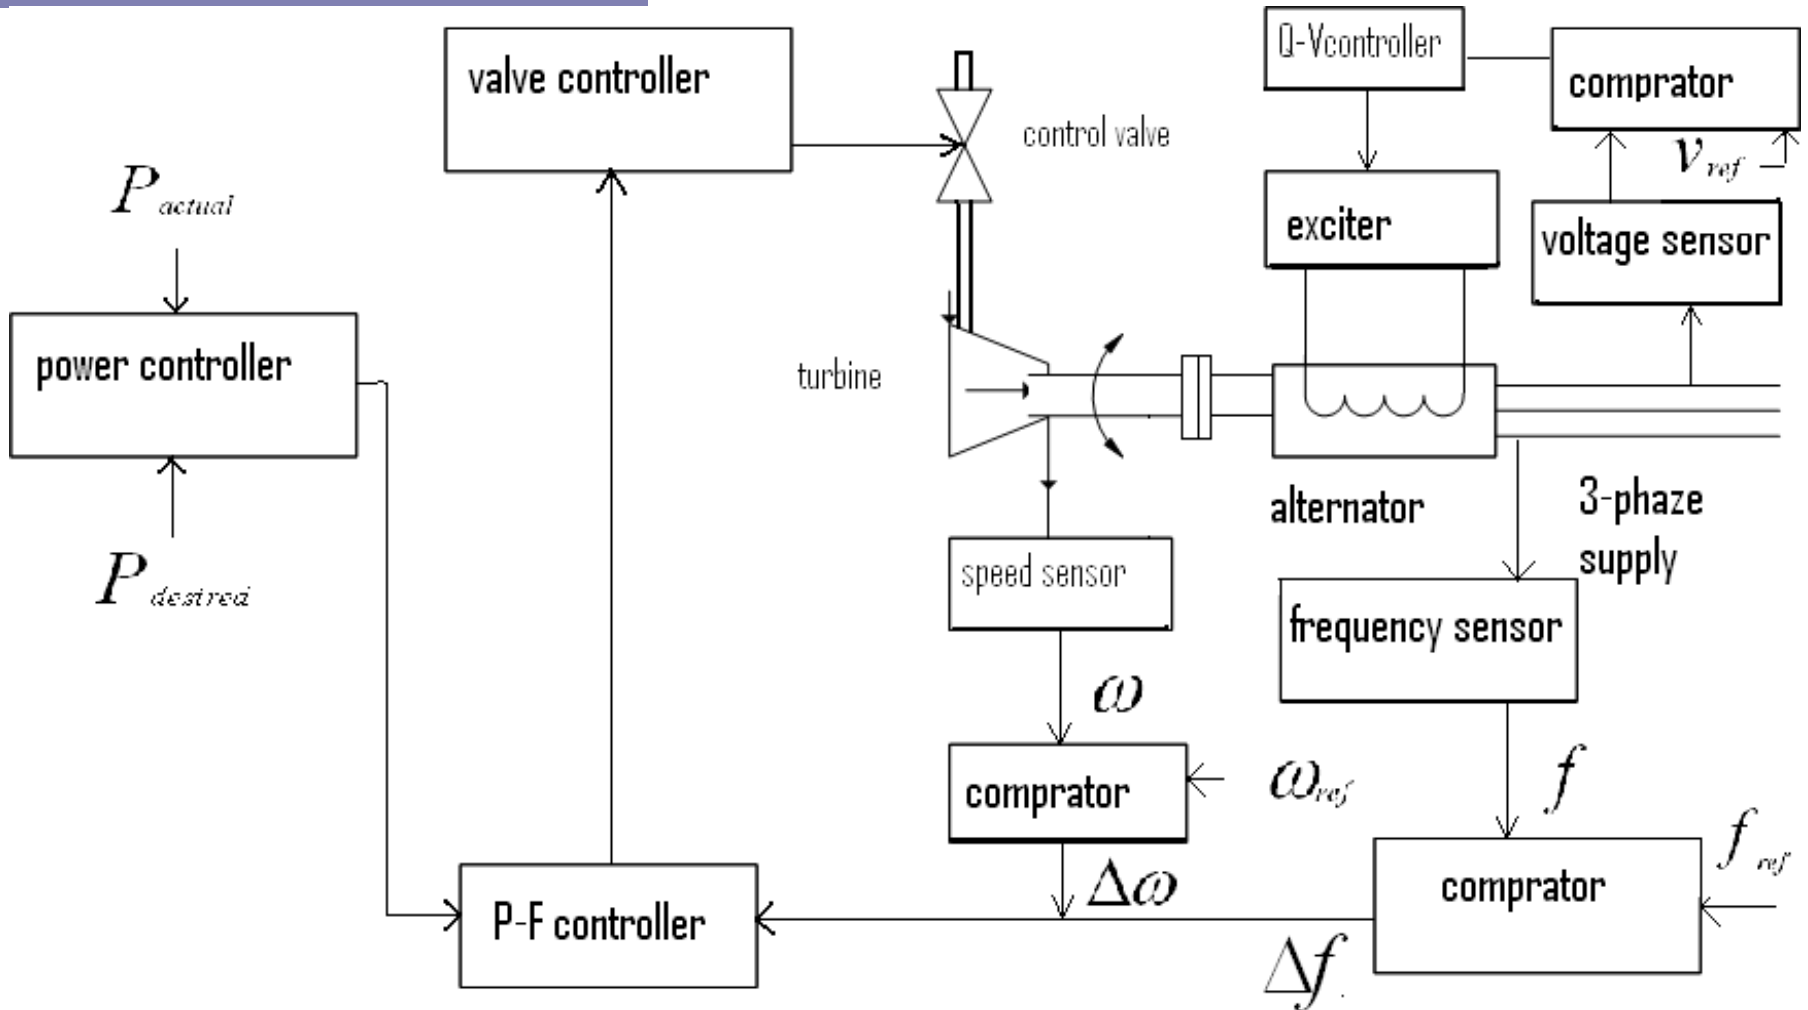 Q-Vcontroller
valve controller
comprator
control valve
v ref
P actual
exciter
voltage sensor
power controller
turbine
alternator
3-phaze
supply
P desired
speed sensor
frequency sensor
ω
ω ref
f
comprator
f ref
comprator
Δω
P-F controller
Δf